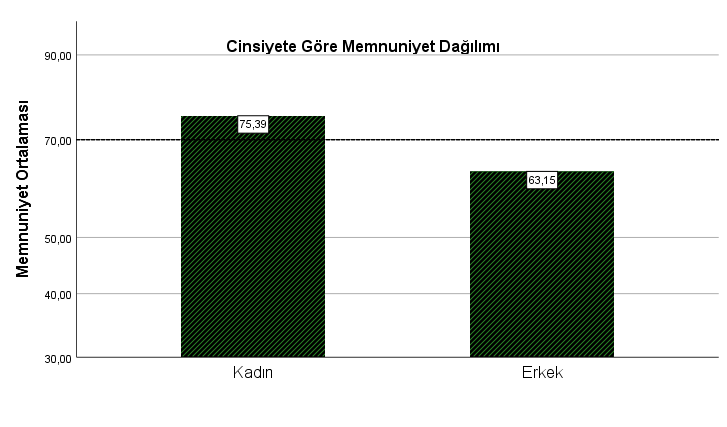 Cinsiyete Göre Memnuniyet Dağılımı
Memnuniyet Ortalaması
90,00
70,00
50,00
40,00
30,00
75,39
63,15
Kadın
Erkek